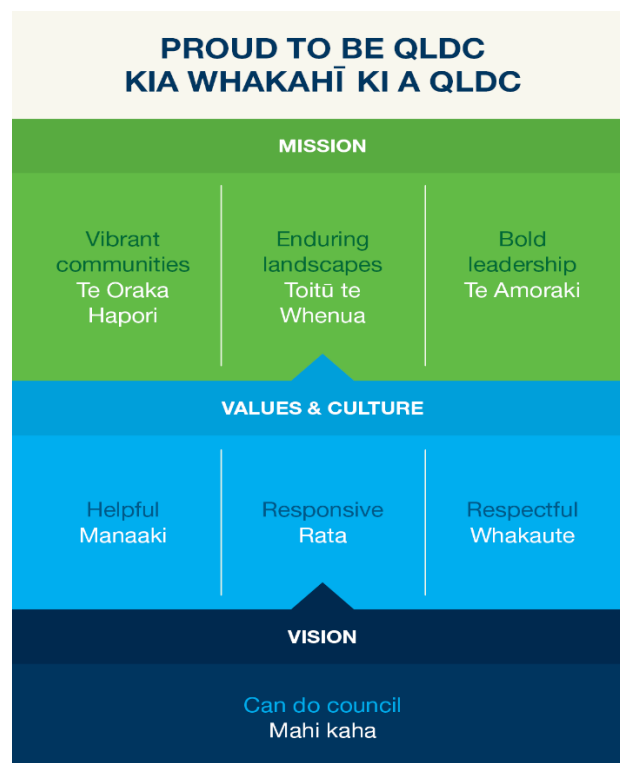 PROUD TO BE QLDC
KIA WHAKAHĪ KI A QLDC
MISSION
Vibrant
communities
Te Oraka
Hapori
Enduring
landscapes
Toitū te
Whenua
Bold
leadership
Te Amoraki
VALUES & CULTURE
Helpful
Manaaki
Responsive
Rata
Respectful
Whakaute
VISION
Can do council
Mahi kaha